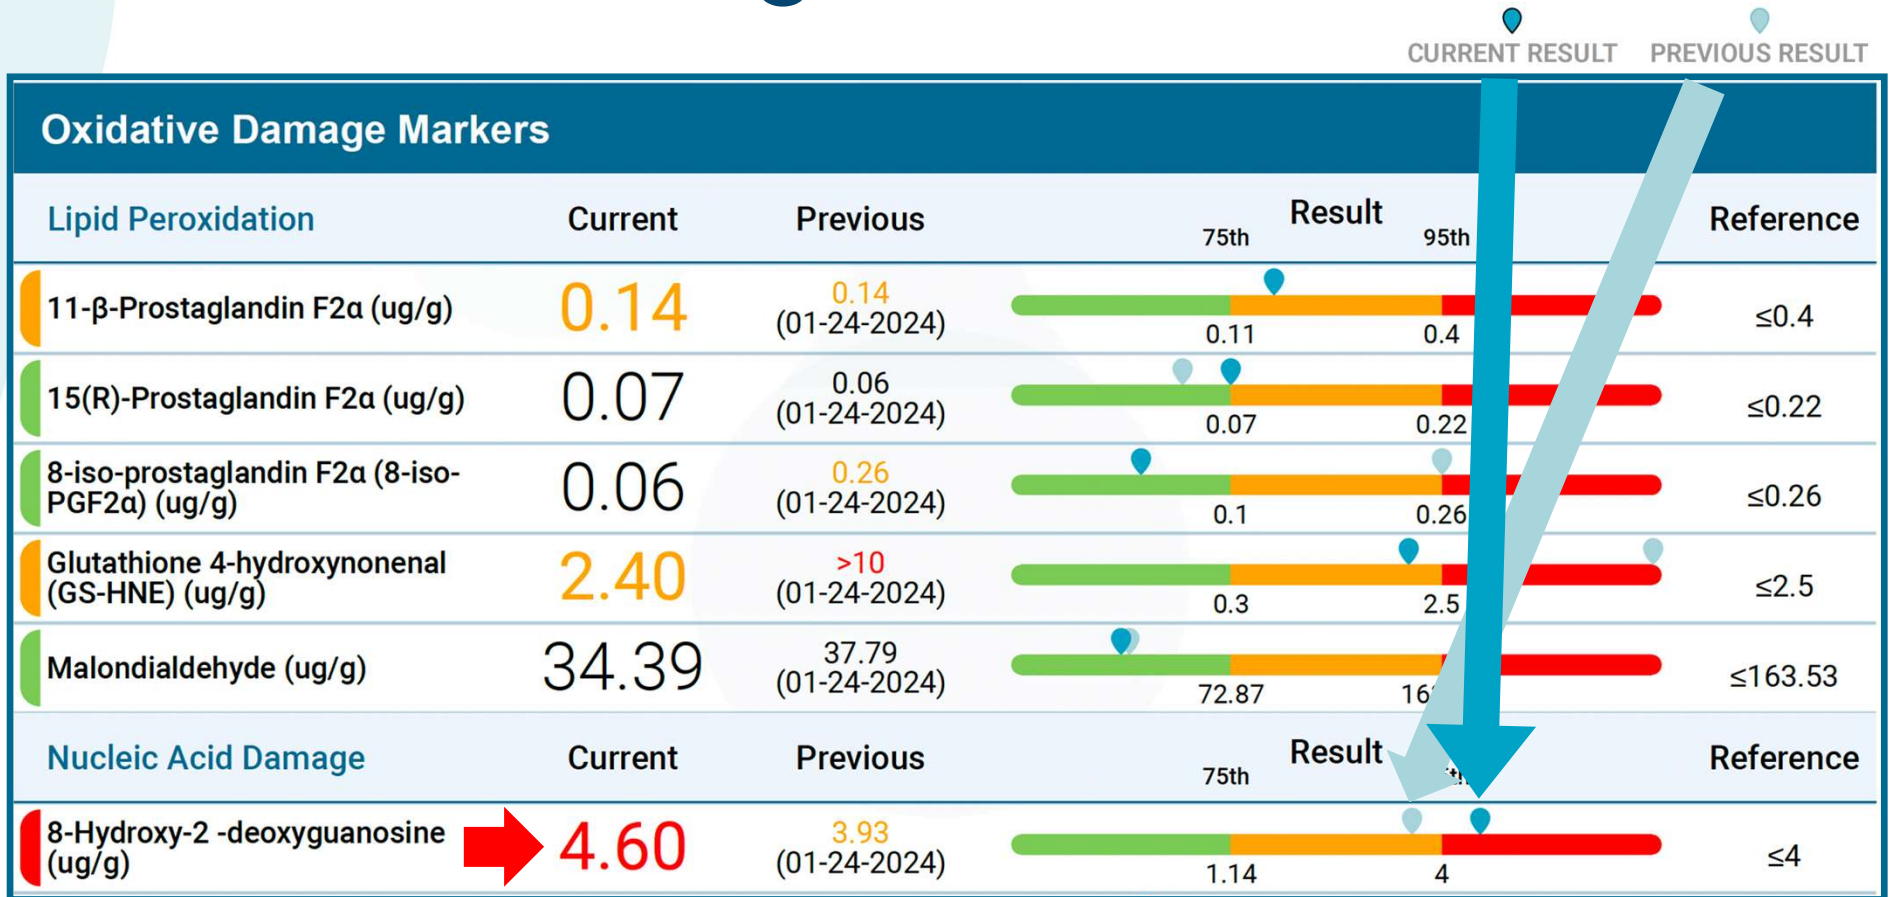 CURRENT RESULT PREVIOUS RESULT
Oxidative Damage Markers
Lipid Peroxidation Current Previous Result Reference
75th 95th
11-β-Prostaglandin F2α (ug/g) 0.14 0.14 (01-24-2024) 0.11 0.4 ≤0.4
15(R)-Prostaglandin F2α (ug/g) 0.07 0.06 (01-24-2024) 0.07 0.22 ≤0.22
8-iso-prostaglandin F2α (8-iso-
PGF2α) (ug/g) 0.06 0.26 (01-24-2024) 0.1 0.26 ≤0.26
Glutathione 4-hydroxynonenal
(GS-HNE) (ug/g) 2.40 >10 (01-24-2024) 0.3 2.5 ≤2.5
Malondialdehyde (ug/g) 34.39 37.79 (01-24-2024) 72.87 ≤163.53
Nucleic Acid Damage Current Previous Result Reference
75th
8-Hydroxy-2 -deoxyguanosine
(ug/g) 4.60 3.93 (01-24-2024) 1.14 4 ≤4